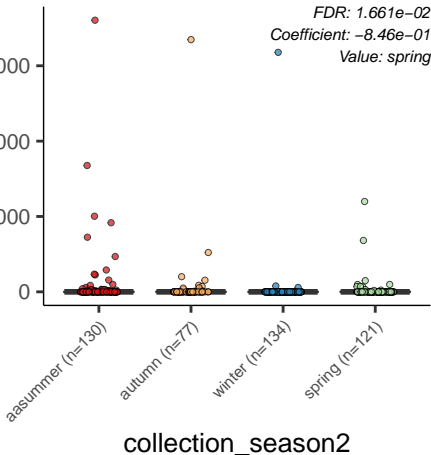 FDR: 1.661e−02
Coefficient: −8.46e−01
Value: spring
000
000
000
0
aasummer (n=130)
autumn (n=77)
winter (n=134)
spring (n=121)
collection_season2